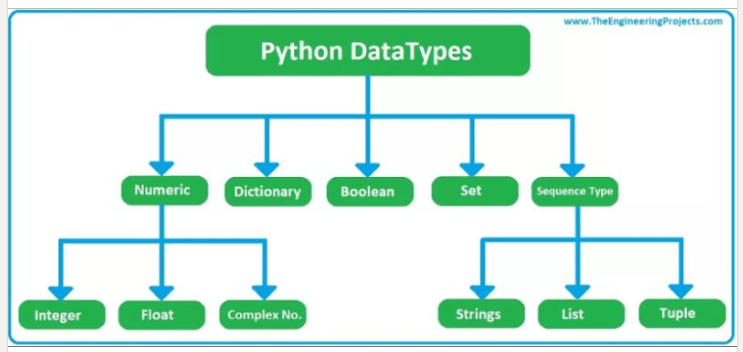 www.TheEngineeringProjects.com
Python DataTypes
Numeric
Dictionary
Boolean
Set
Sequence Type
Integer
Float
Complex No.
Strings
List
Tuple